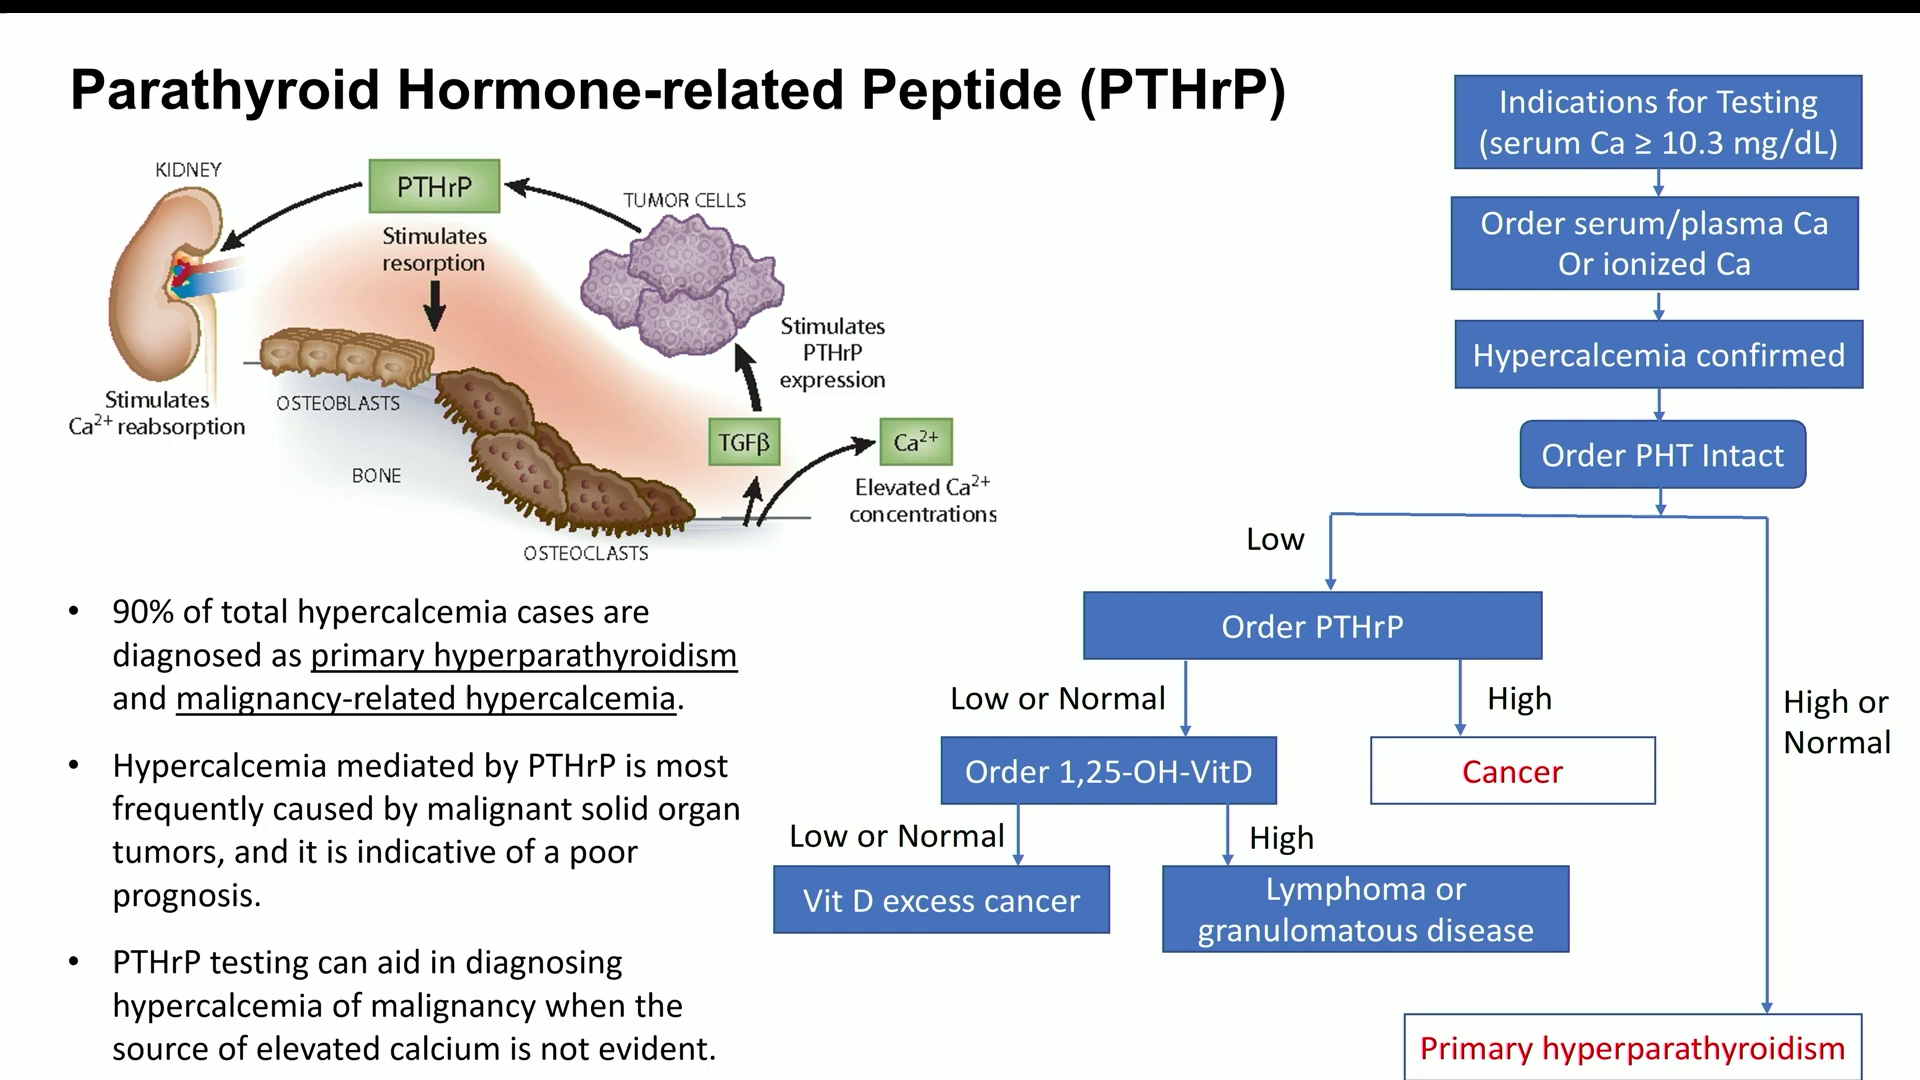 Parathyroid Hormone-related Peptide (PTHrP)
KIDNEY
PTHrP
TUMOR CELLS
Stimulates
resorption
Stimulates
PTHrP
expression
Stimulates
Ca²⁺ reabsorption
OSTEOBLASTS
BONE
TGFβ
Ca²⁺
Elevated Ca²⁺
concentrations
OSTEOCLASTS
• 90% of total hypercalcemia cases are
diagnosed as primary hyperparathyroidism
and malignancy-related hypercalcemia.
• Hypercalcemia mediated by PTHrP is most
frequently caused by malignant solid organ
tumors, and it is indicative of a poor
prognosis.
• PTHrP testing can aid in diagnosing
hypercalcemia of malignancy when the
source of elevated calcium is not evident.
Indications for Testing
(serum Ca ≥ 10.3 mg/dL)
Order serum/plasma Ca
Or ionized Ca
Hypercalcemia confirmed
Order PHT Intact
Low
Order PTHrP
Low or Normal
High
High or
Normal
Order 1,25-OH-VitD
Cancer
Low or Normal
High
Vit D excess cancer
Lymphoma or
granulomatous disease
Primary hyperparathyroidism